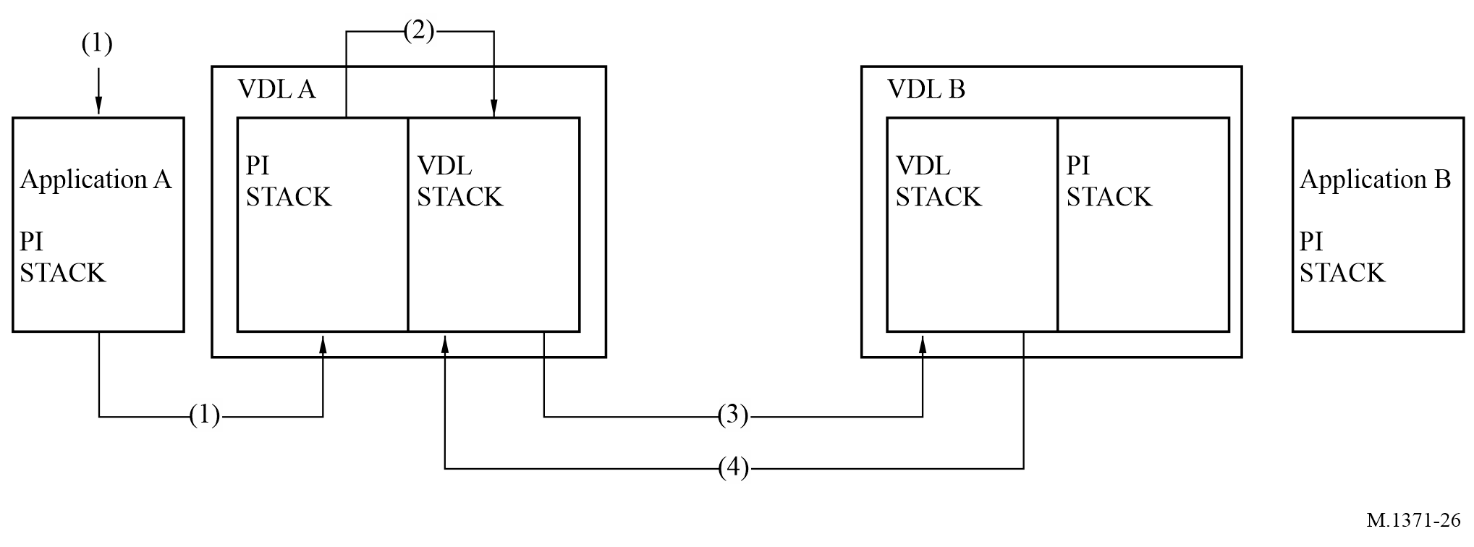 (1)
(2)
VDL A
VDL B
Application A
PI
STACK
PI
STACK
VDL
STACK
VDL
STACK
PI
STACK
Application B
PI
STACK
(1)
(3)
(4)
M.1371-26